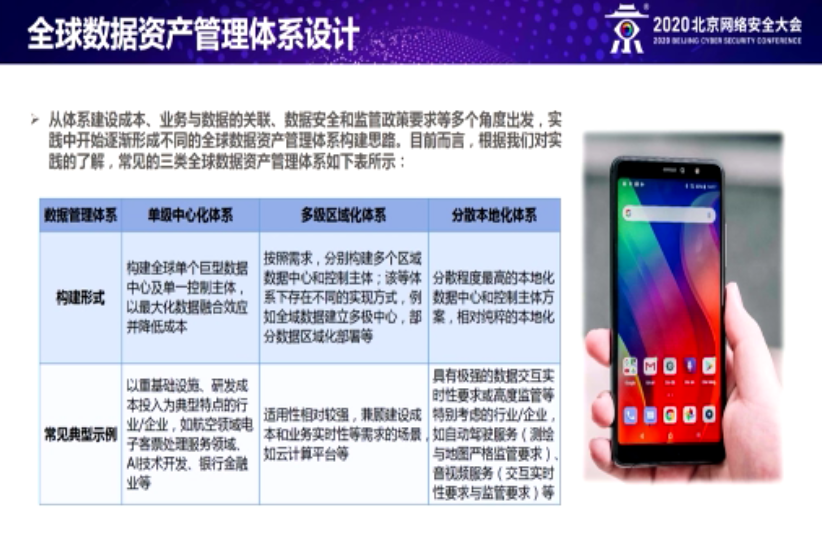 全球数据资产管理体系设计
2020北京网络安全大会
2020 BEIJING CYBER SECURITY CONFERENCE
从体系建设成本、业务与数据的关联、数据安全和监管政策要求等多个角度出发，实
践中开始逐渐形成不同的全球数据资产管理体系构建思路。目前而言，根据我们对实
践的了解，常见的三类全球数据资产管理体系如下表所示：
数据管理体系
单级中心化体系
多级区域化体系
分散本地化体系
构建形式
构建全球单个巨型数据
中心及单一控制主体，
以最大化数据融合效应
并降低成本
按照需求，分别构建多个区域
数据中心和控制主体；该等体
系下存在不同的实现方式，例
如全域数据建立多极中心，部
分数据区域化部署等
分散程度最高的本地化
数据中心和控制主体方
案，相对纯粹的本地化
常见典型示例
以重基础设施、研发成
本投入为典型特点的行
业/企业，如航空领域电
子客票处理服务领域、
AI技术开发、银行金融
业等
适用性相对较强，兼顾建设成
本和业务实时性等需求的场景，
如云计算平台等
具有极强的数据交互实
时性要求或高度监管等
特别考虑的行业/企业，
如自动驾驶服务（测绘
与地图严格监管要求）、
音视频服务（交互实时
性要求与监管要求）等